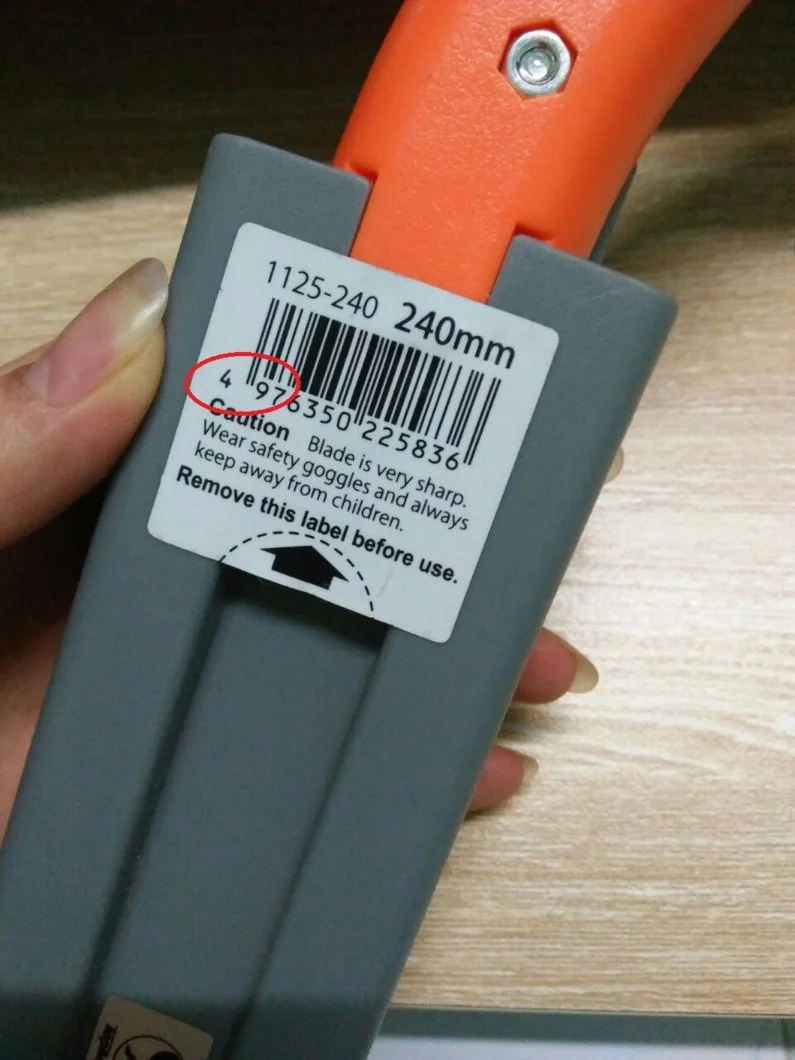 1125-240 240mm
4 976350 225836
Caution Blade is very sharp.
Wear safety goggles and always
keep away from children.
Remove this label before use.